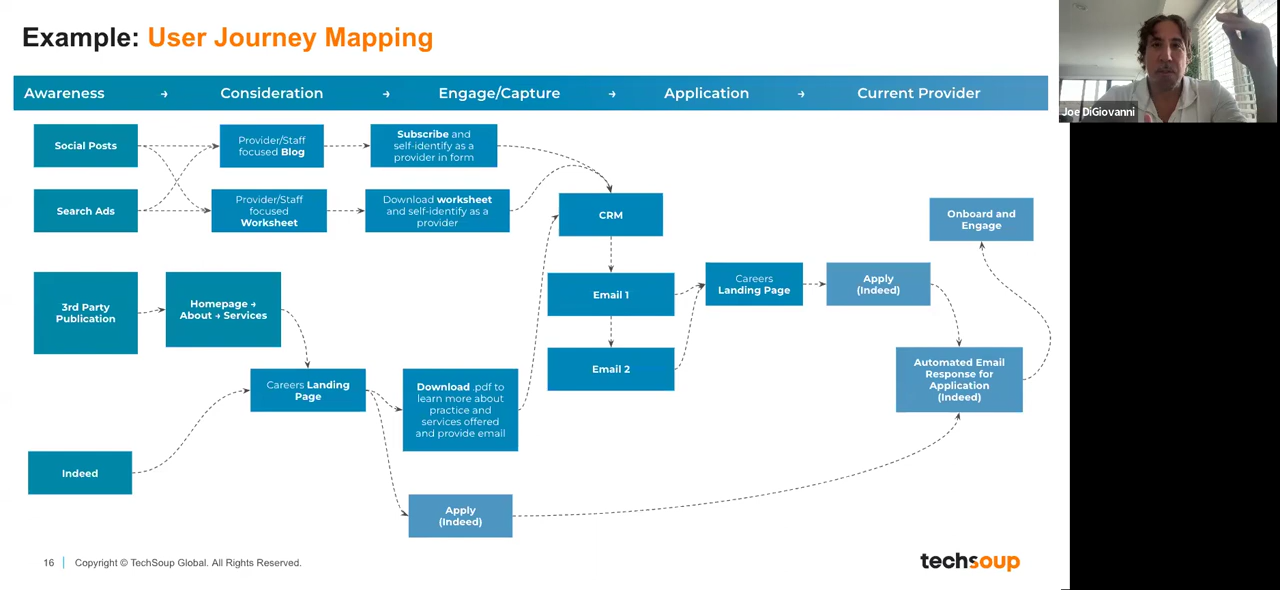 Example: User Journey Mapping
Joe DiGiovanni
Awareness → Consideration → Engage/Capture → Application → Current Provider
Social Posts
Provider/Staff
focused Blog
Subscribe and
self-identify as a
provider in form
Search Ads
Provider/Staff
focused
Worksheet
Download worksheet
and self-identify as a
provider
CRM
Onboard and
Engage
3rd Party
Publication
Homepage →
About → Services
Email 1
Careers
Landing Page
Apply
(Indeed)
Email 2
Automated Email
Response for
Application
(Indeed)
Careers Landing
Page
Download .pdf to
learn more about
practice and
services offered
and provide email
Indeed
Apply
(Indeed)
16 | Copyright © TechSoup Global. All Rights Reserved.
techsoup